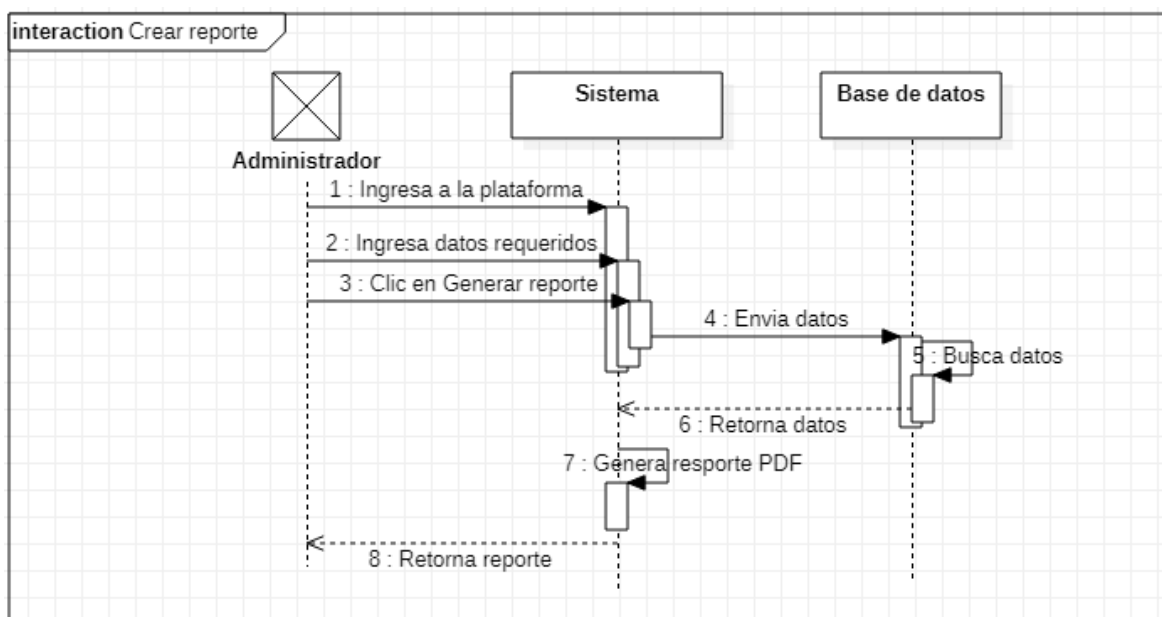 interaction Crear reporte
Sistema
Base de datos
Administrador
1 : Ingresa a la plataforma
2 : Ingresa datos requeridos
3 : Clic en Generar reporte
4 : Envia datos
5 : Busca datos
6 : Retorna datos
7 : Genera resporte PDF
8 : Retorna reporte